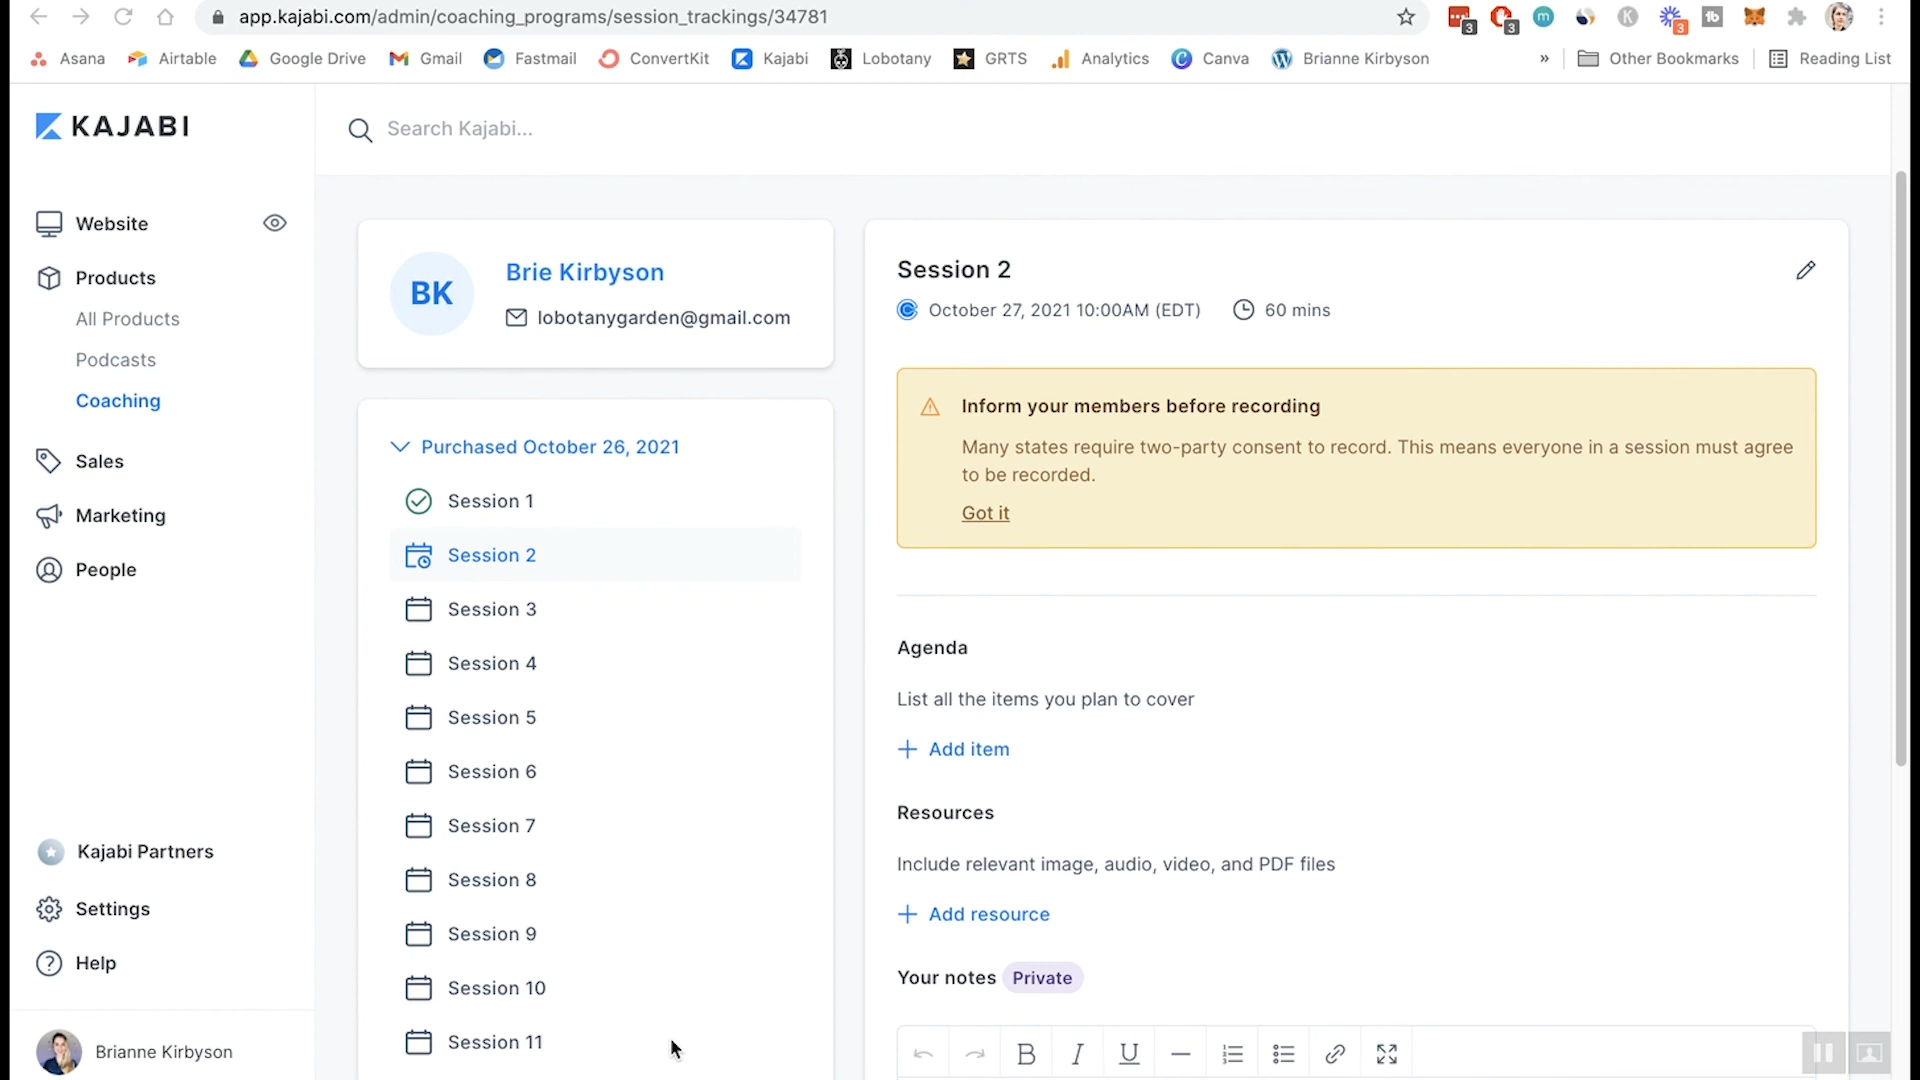 app.kajabi.com/admin/coaching_programs/session_trackings/34781
3
3
m
K
3
tb
Asana
Airtable
Google Drive
Gmail
Fastmail
ConvertKit
Kajabi
Lobotany
GRTS
Analytics
Canva
Brianne Kirbyson
»
Other Bookmarks
Reading List
KAJABI
Search Kajabi...
Website
Products
All Products
Podcasts
Coaching
Sales
Marketing
People
Kajabi Partners
Settings
Help
Brianne Kirbyson
BK
Brie Kirbyson
lobotanygarden@gmail.com
Purchased October 26, 2021
Session 1
Session 2
Session 3
Session 4
Session 5
Session 6
Session 7
Session 8
Session 9
Session 10
Session 11
Session 2
October 27, 2021 10:00AM (EDT)
60 mins
Inform your members before recording
Many states require two-party consent to record. This means everyone in a session must agree
to be recorded.
Got it
Agenda
List all the items you plan to cover
+ Add item
Resources
Include relevant image, audio, video, and PDF files
+ Add resource
Your notes Private
B I U